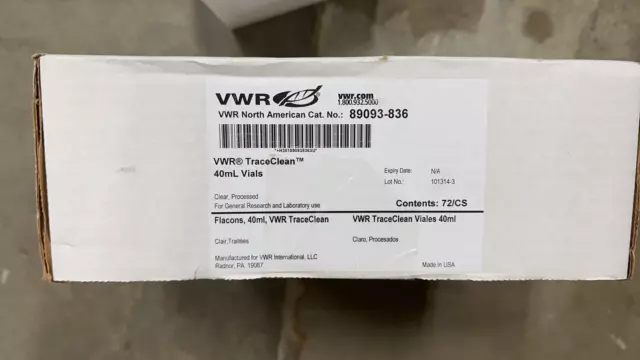 VWR
vwr.com
1.800.932.5000
VWR North American Cat. No.: 89093-836
VWR® TraceClean™
40mL Vials
Expiry Date: N/A
Lot No.: 101314-3
Clear, Processed
For General Research and Laboratory use
Contents: 72/CS
Flacons, 40ml, VWR TraceClean
VWR TraceClean Viales 40ml
Clair,Traitées
Claro, Procesados
Manufactured for VWR International, LLC
Radnor, PA, 19087
Made in USA